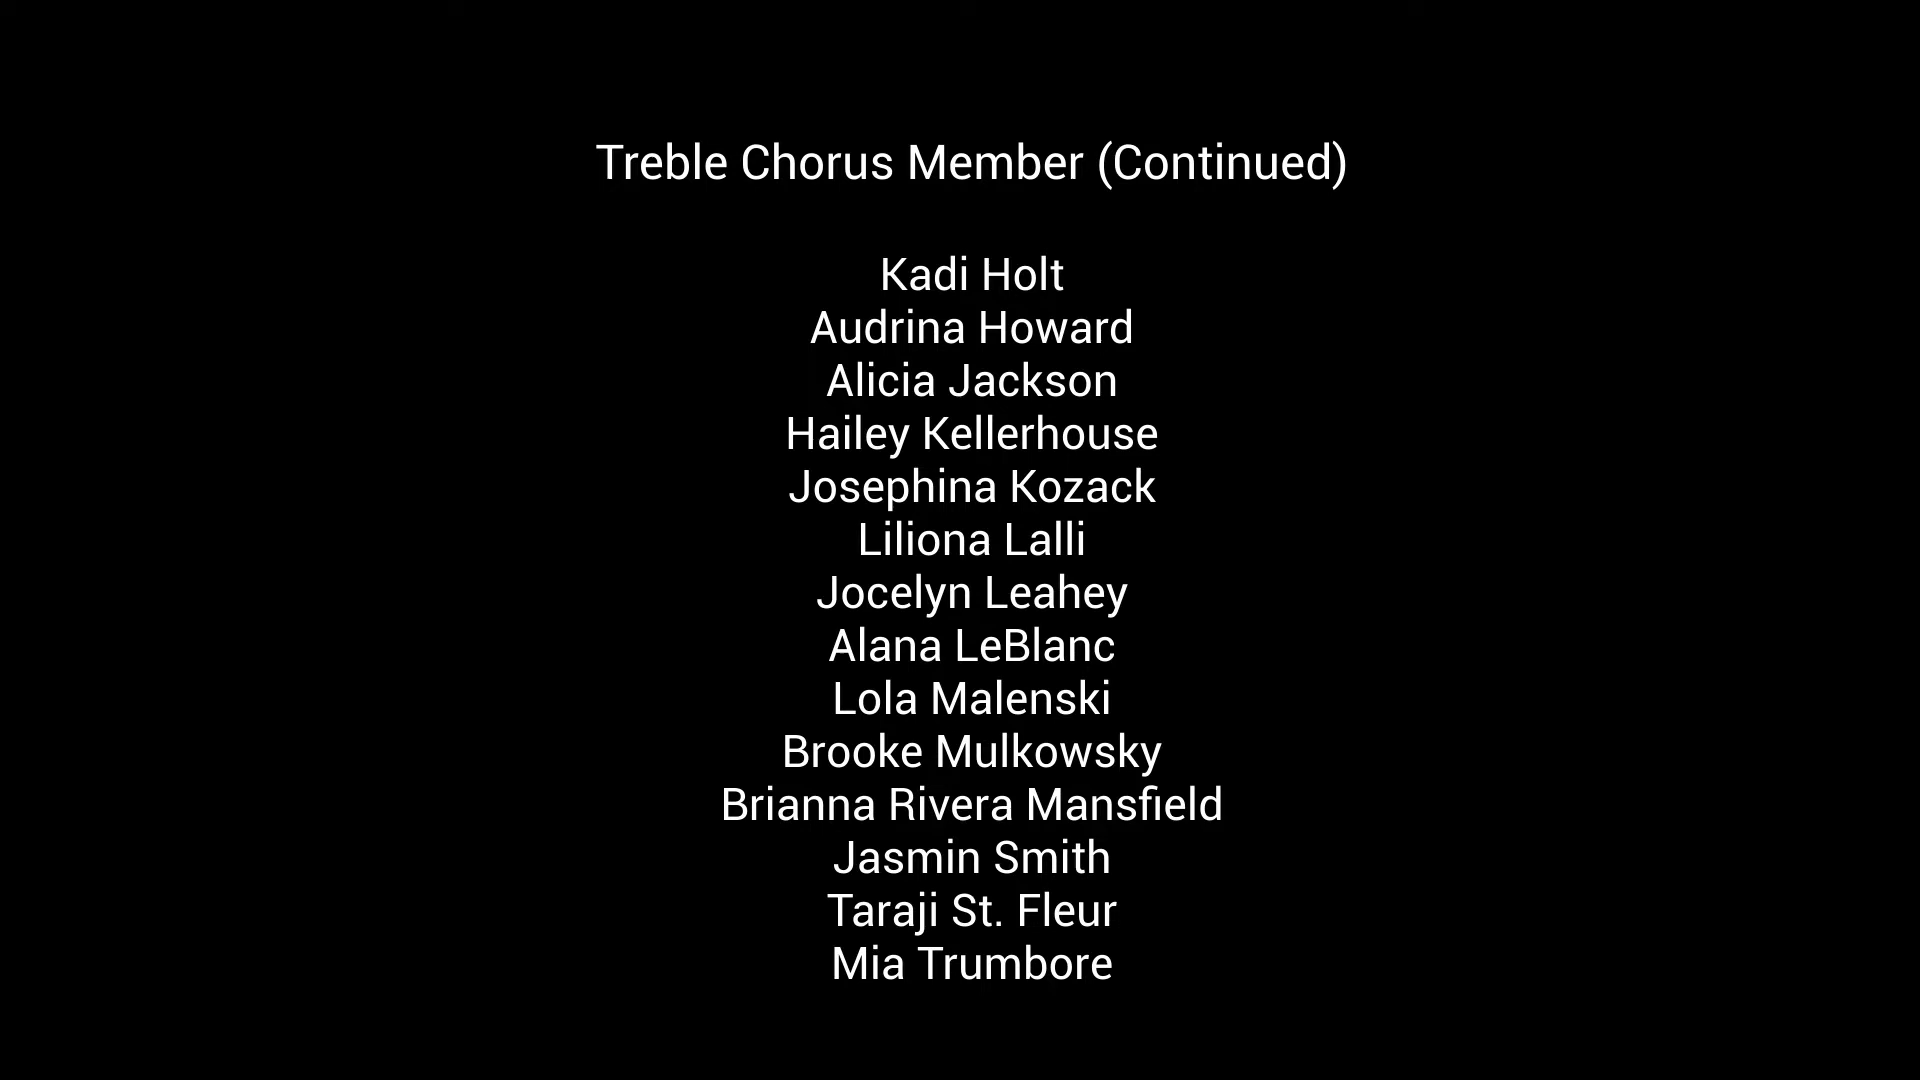 Treble Chorus Member (Continued)
Kadi Holt
Audrina Howard
Alicia Jackson
Hailey Kellerhouse
Josephina Kozack
Liliona Lalli
Jocelyn Leahey
Alana LeBlanc
Lola Malenski
Brooke Mulkowsky
Brianna Rivera Mansfield
Jasmin Smith
Taraji St. Fleur
Mia Trumbore